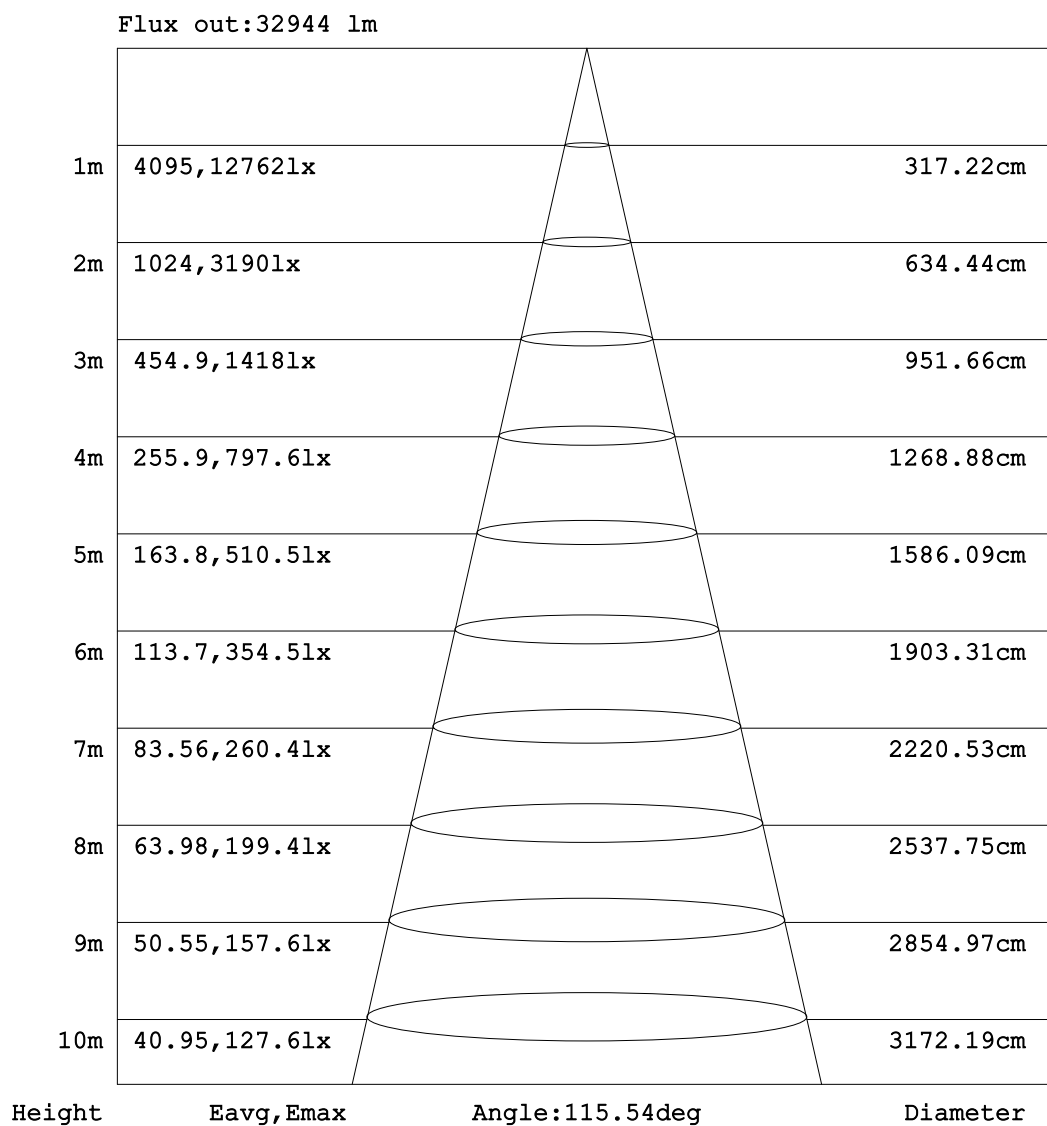 Flux out:32944 lm
1m 4095,12762lx 317.22cm
2m 1024,3190lx 634.44cm
3m 454.9,1418lx 951.66cm
4m 255.9,797.6lx 1268.88cm
5m 163.8,510.5lx 1586.09cm
6m 113.7,354.5lx 1903.31cm
7m 83.56,260.4lx 2220.53cm
8m 63.98,199.4lx 2537.75cm
9m 50.55,157.6lx 2854.97cm
10m 40.95,127.6lx 3172.19cm
Height Eavg,Emax Angle:115.54deg Diameter